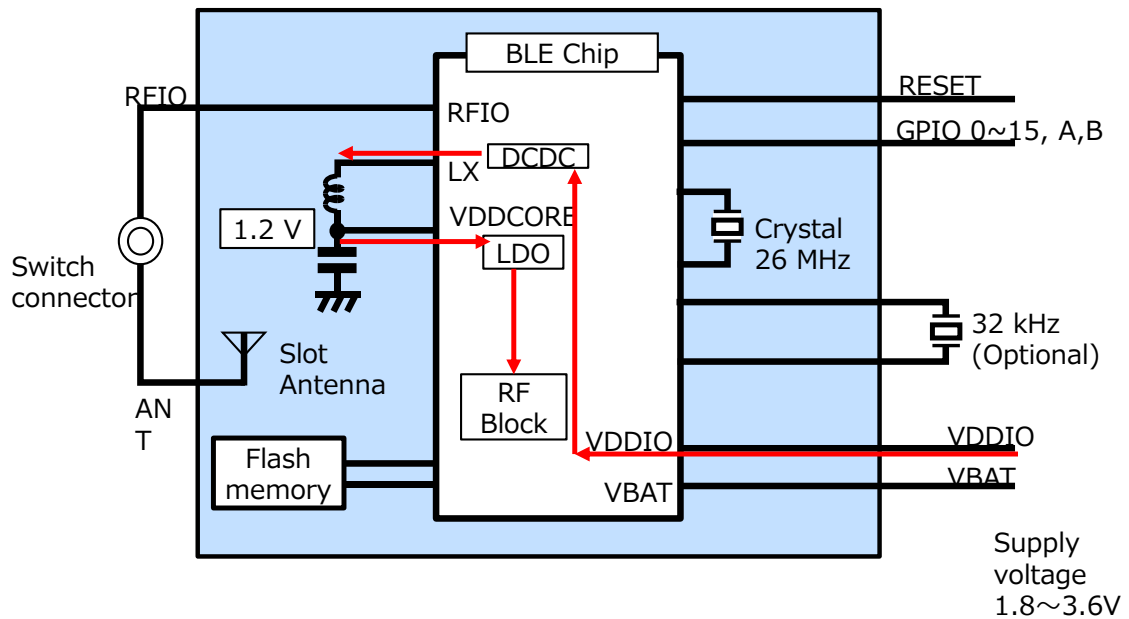 BLE Chip
RFIO
RFIO
RESET
GPIO 0~15, A,B
DCDC
LX
VDDCORE
1.2 V
LDO
Crystal
26 MHz
Switch
connector
32 kHz
(Optional)
Slot
Antenna
AN
T
RF
Block
VDDIO
VDDIO
Flash
memory
VBAT
VBAT
Supply
voltage
1.8～3.6V